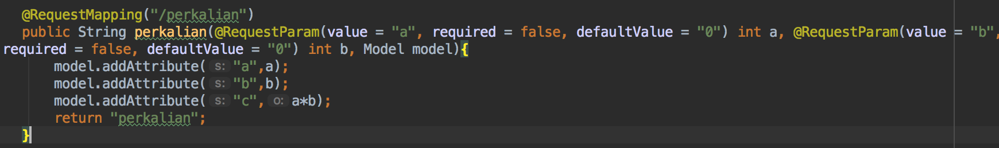 @RequestMapping("/perkalian")
public String perkalian(@RequestParam(value = "a", required = false, defaultValue = "0") int a, @RequestParam(value = "b",
required = false, defaultValue = "0") int b, Model model){
model.addAttribute( s: "a",a);
model.addAttribute( s: "b",b);
model.addAttribute( s: "c", o: a*b);
return "perkalian";
}